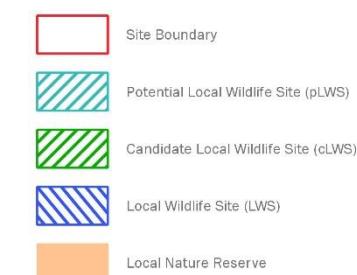 Site Boundary
Potential Local Wildlife Site (pLWS)
Candidate Local Wildlife Site (cLWS)
Local Wildlife Site (LWS)
Local Nature Reserve